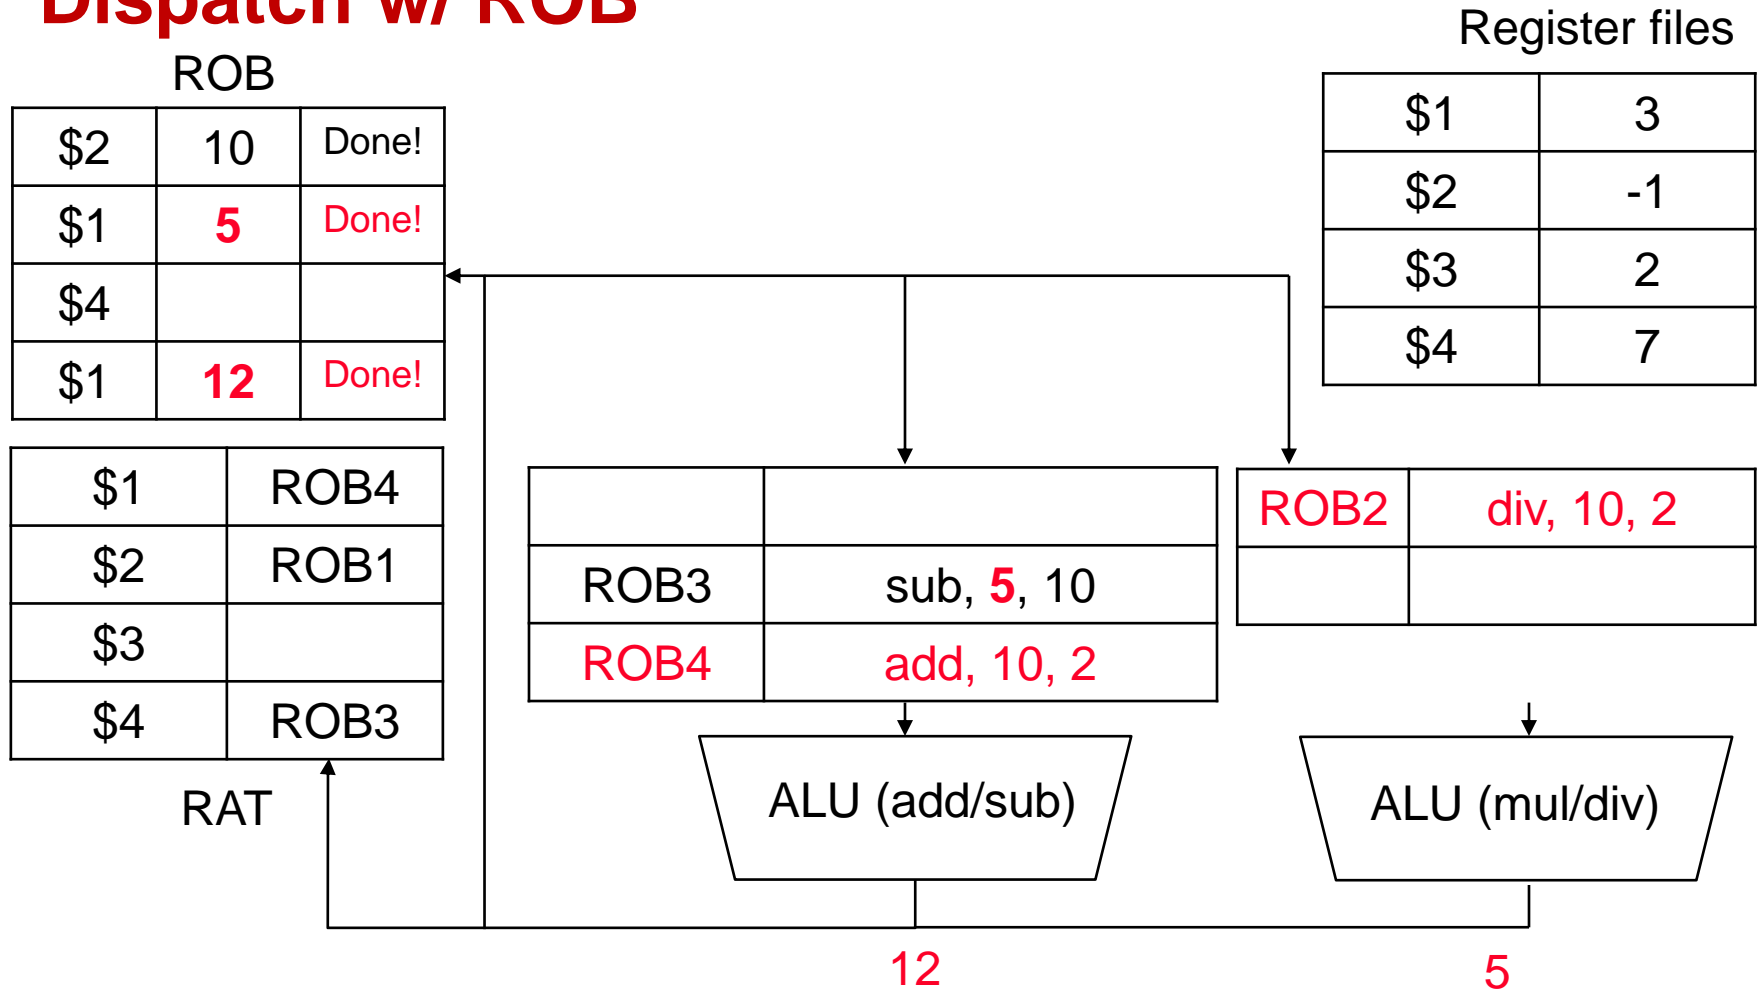 Dispatch w/ ROB
Register files
ROB
$2 10 Done!
$1 5 Done!
$4
$1 12 Done!
$1 3
$2 -1
$3 2
$4 7
$1 ROB4
$2 ROB1
$3
$4 ROB3
RAT
ROB3 sub, 5, 10
ROB4 add, 10, 2
ROB2 div, 10, 2
ALU (add/sub)
ALU (mul/div)
12
5